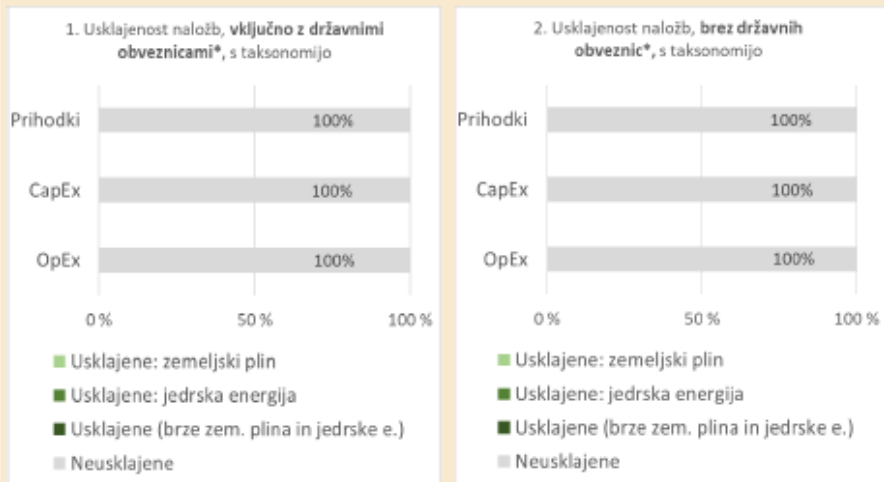 1. Usklajenost naložb, vključno z državnimi
obveznicami*, s taksonomijo
Prihodki
100%
CapEx
100%
OpEx
100%
0 %
50 %
100 %
Usklajene: zemeljski plin
Usklajene: jedrska energija
Usklajene (brze zem. plina in jedrske e.)
Neusklajene
2. Usklajenost naložb, brez državnih
obveznic*, s taksonomijo
Prihodki
100%
CapEx
100%
OpEx
100%
0 %
50 %
100 %
Usklajene: zemeljski plin
Usklajene: jedrska energija
Usklajene (brze zem. plina in jedrske e.)
Neusklajene